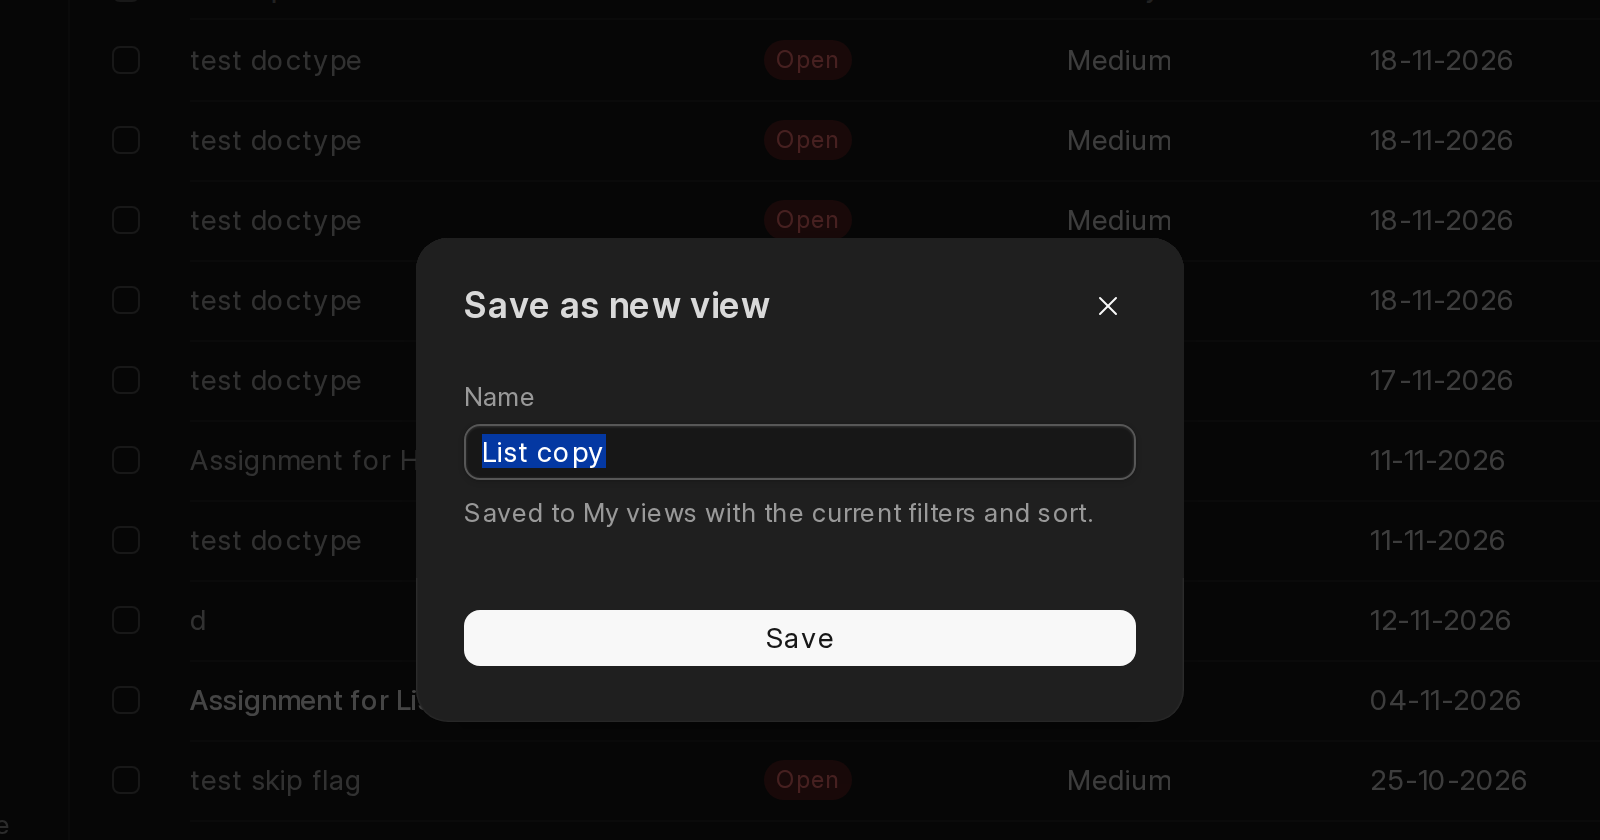 test doctype Open Medium 18-11-2026
test doctype Open Medium 18-11-2026
test doctype Open Medium 18-11-2026
test doctype 18-11-2026
test doctype 17-11-2026
Assignment for H 11-11-2026
test doctype 11-11-2026
d 12-11-2026
Assignment for Li 04-11-2026
test skip flag Open Medium 25-10-2026
e
Save as new view
Name
List copy
Saved to My views with the current filters and sort.
Save